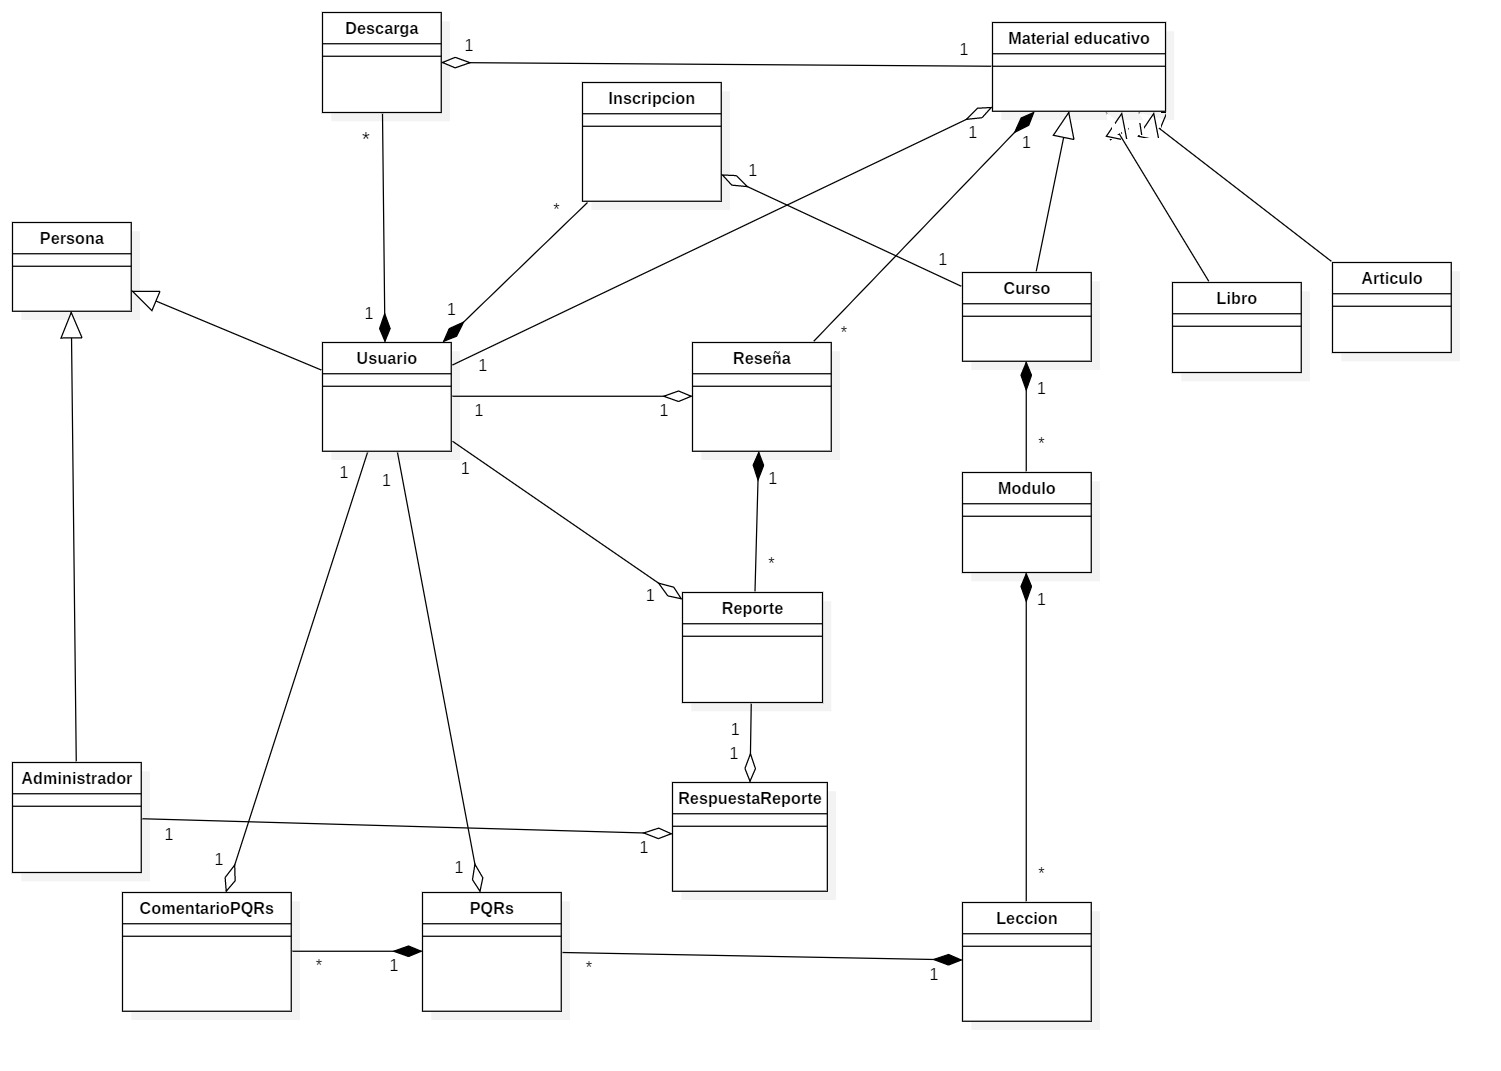 Descarga
Material educativo
1
1
Inscripcion
*
1
1
1
*
Persona
1
1
Curso
Libro
Articulo
1
1
*
Usuario
1
Reseña
1
1
1
*
1
1
1
1
Modulo
*
1
1
Reporte
1
1
Administrador
RespuestaReporte
1
1
1
1
*
ComentarioPQRs
PQRs
Leccion
*
1
*
1